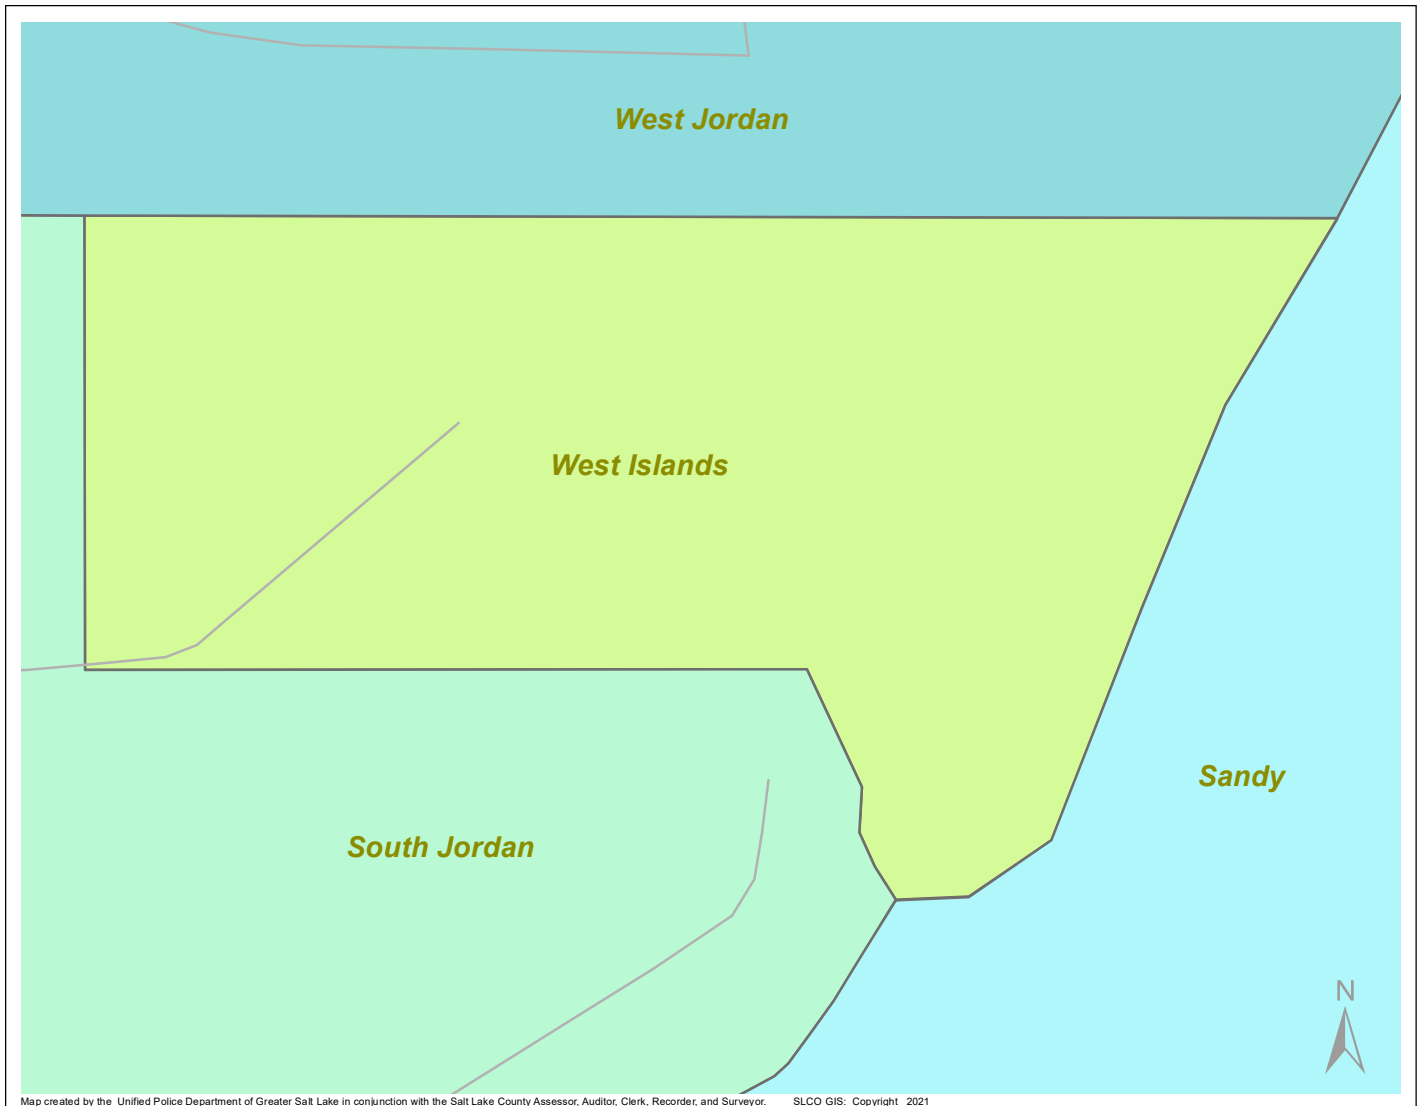 West Jordan
West Islands
Sandy
South Jordan
N
Map created by the Unified Police Department of Greater Salt Lake in conjunction with the Salt Lake County Assessor, Auditor, Clerk, Recorder, and Surveyor. SLCO GIS: Copyright 2021